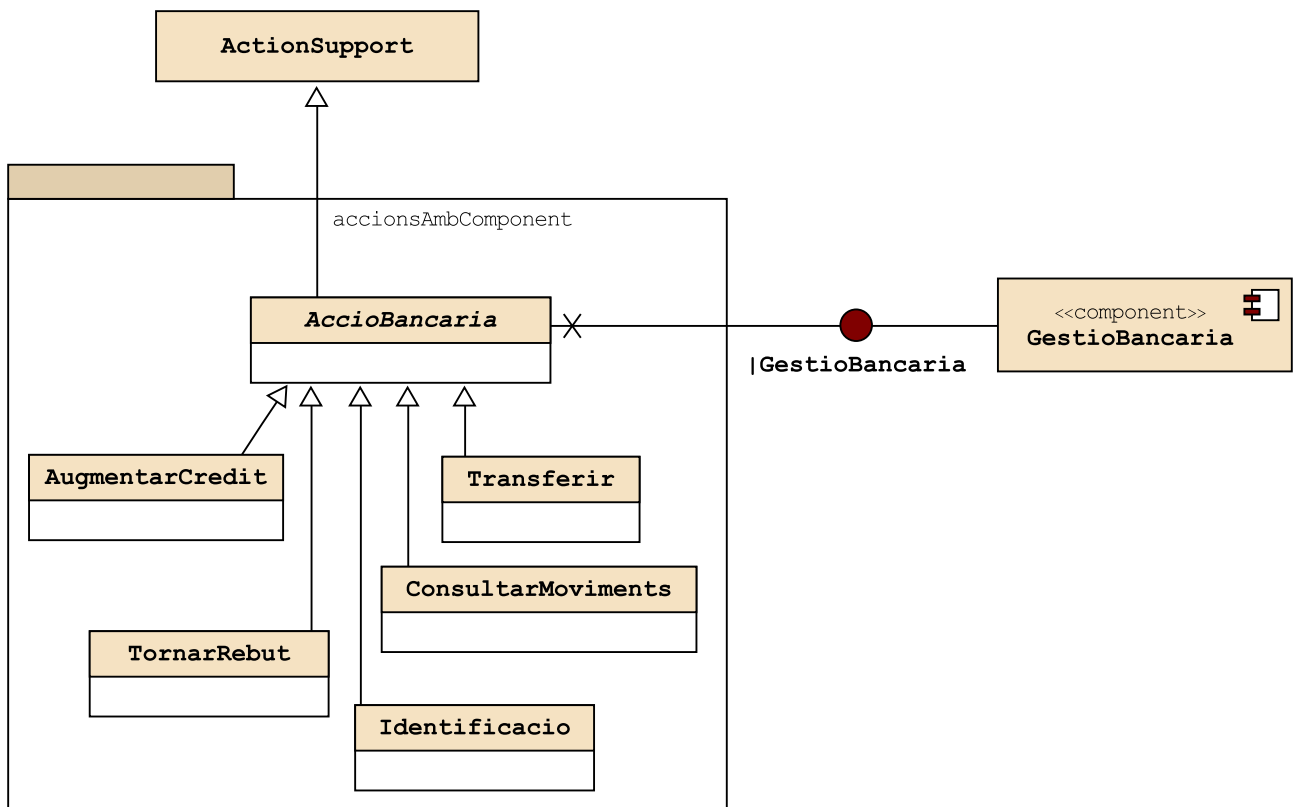 ActionSupport
accionsAmbComponent
AccioBancaria
<<component>>
GestioBancaria
|GestioBancaria
AugmentarCredit
Transferir
ConsultarMoviments
TornarRebut
Identificacio